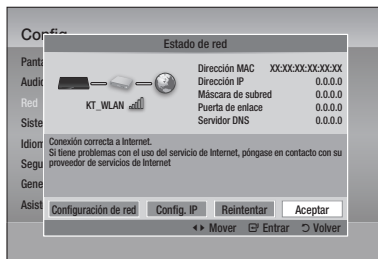 Config
Estado de red
Panta
Audio
Red
Siste
Idiom
Segu
Gene
Asist
KT_WLAN
Dirección MAC XX:XX:XX:XX:XX:XX
Dirección IP 0.0.0.0
Máscara de subred 0.0.0.0
Puerta de enlace 0.0.0.0
Servidor DNS 0.0.0.0
Conexión correcta a Internet.
Si tiene problemas con el uso del servicio de Internet, póngase en contacto con su
proveedor de servicios de Internet
Configuración de red Config. IP Reintentar Aceptar
Mover Entrar Volver